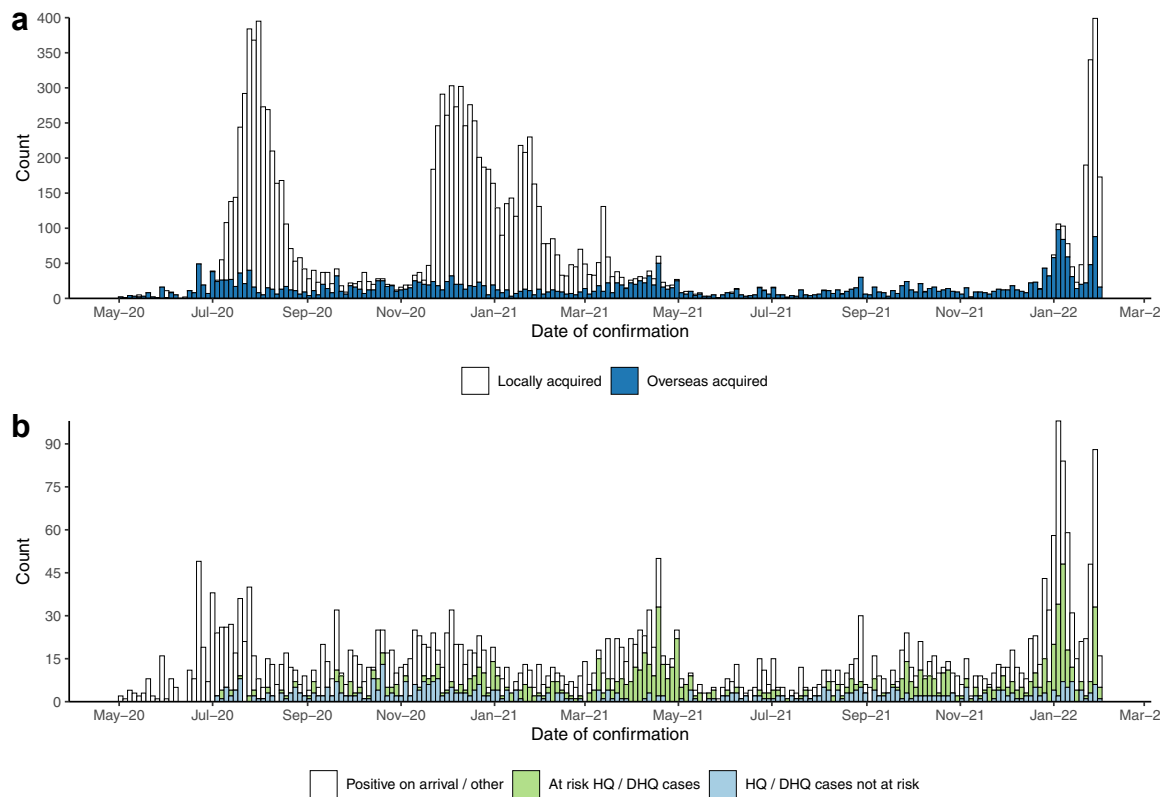 a
400
350
300
250
200
150
100
50
0
Count
May–20 Jul–20 Sep–20 Nov–20 Jan–21 Mar–21 May–21 Jul–21 Sep–21 Nov–21 Jan–22 Mar–2
Date of confirmation
Locally acquired Overseas acquired
b
90
75
60
45
30
15
0
Count
May–20 Jul–20 Sep–20 Nov–20 Jan–21 Mar–21 May–21 Jul–21 Sep–21 Nov–21 Jan–22 Mar–2
Date of confirmation
Positive on arrival / other At risk HQ / DHQ cases HQ / DHQ cases not at risk